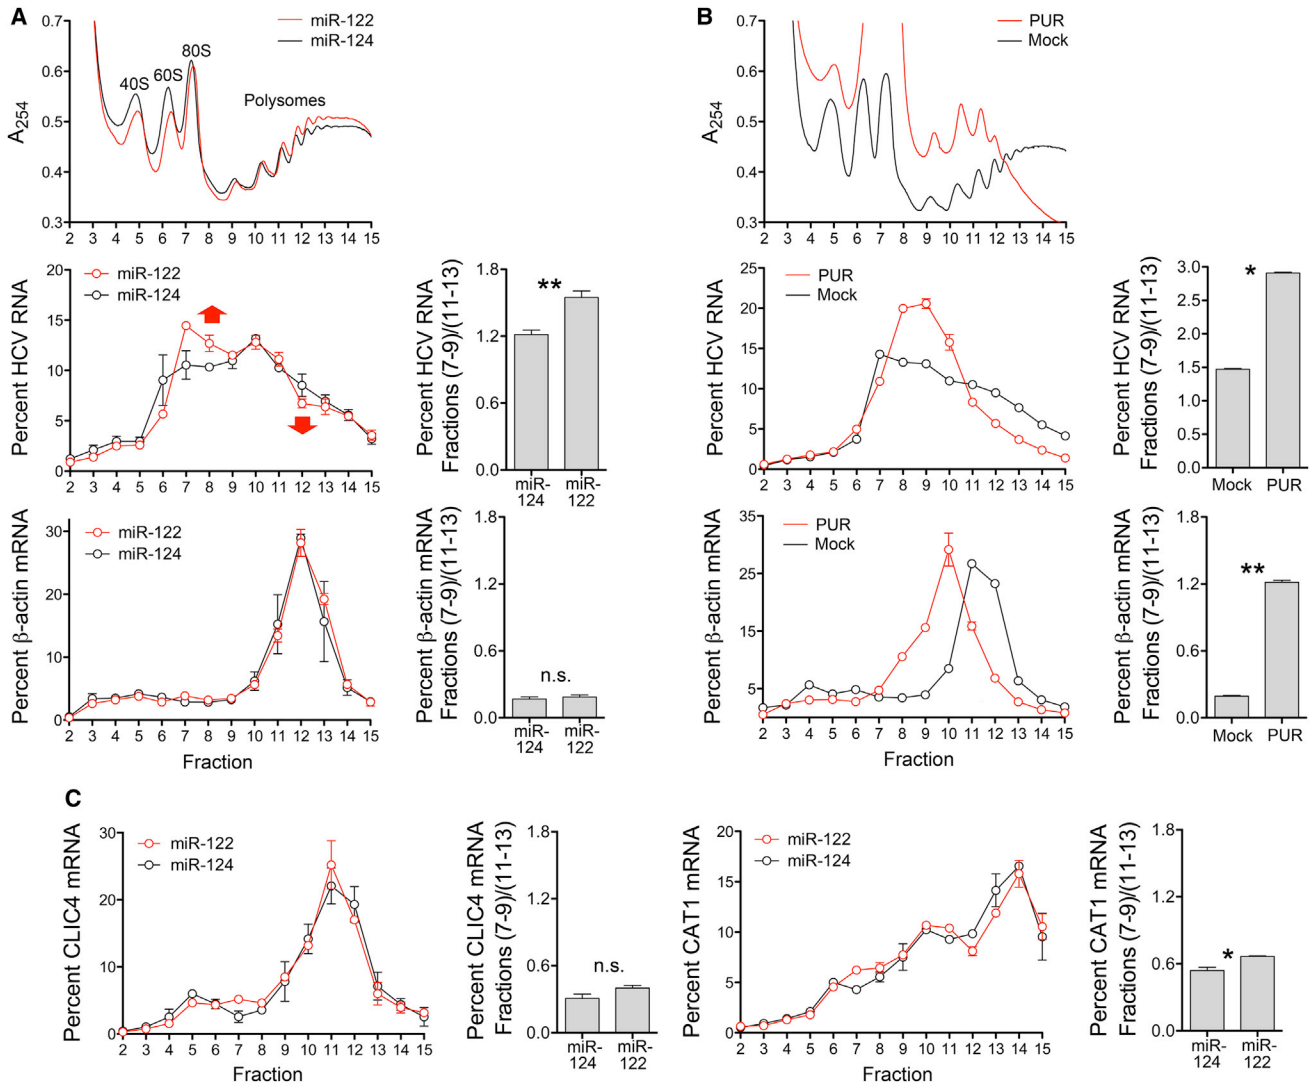 A
miR-122
miR-124
0.7
0.6
0.5
0.4
0.3
A254
40S
60S
80S
Polysomes
2 3 4 5 6 7 8 9 10 11 12 13 14 15
B
PUR
Mock
0.7
0.6
0.5
0.4
0.3
A254
2 3 4 5 6 7 8 9 10 11 12 13 14 15
Percent HCV RNA
20
15
10
5
0
miR-122
miR-124
2 3 4 5 6 7 8 9 10 11 12 13 14 15
Percent HCV RNA
Fractions (7-9)/(11-13)
1.8
1.2
0.6
0.0
**
miR-
124
miR-
122
Percent HCV RNA
25
20
15
10
5
0
PUR
Mock
2 3 4 5 6 7 8 9 10 11 12 13 14 15
Percent HCV RNA
Fractions (7-9)/(11-13)
3.0
2.5
2.0
1.5
1.0
0.5
0.0
*
Mock PUR
Percent β-actin mRNA
30
20
10
0
miR-122
miR-124
2 3 4 5 6 7 8 9 10 11 12 13 14 15
Fraction
Percent β-actin mRNA
Fractions (7-9)/(11-13)
1.8
1.2
0.6
0.0
n.s.
miR-
124
miR-
122
Percent β-actin mRNA
35
25
15
5
PUR
Mock
2 3 4 5 6 7 8 9 10 11 12 13 14 15
Fraction
Percent β-actin mRNA
Fractions (7-9)/(11-13)
1.8
1.2
0.6
0.0
**
Mock PUR
C
Percent CLIC4 mRNA
30
20
10
0
miR-122
miR-124
2 3 4 5 6 7 8 9 10 11 12 13 14 15
Fraction
Percent CLIC4 mRNA
Fractions (7-9)/(11-13)
1.8
1.2
0.6
0.0
n.s.
miR-
124
miR-
122
Percent CAT1 mRNA
20
15
10
5
0
miR-122
miR-124
2 3 4 5 6 7 8 9 10 11 12 13 14 15
Fraction
Percent CAT1 mRNA
Fractions (7-9)/(11-13)
1.8
1.2
0.6
0.0
*
miR-
124
miR-
122